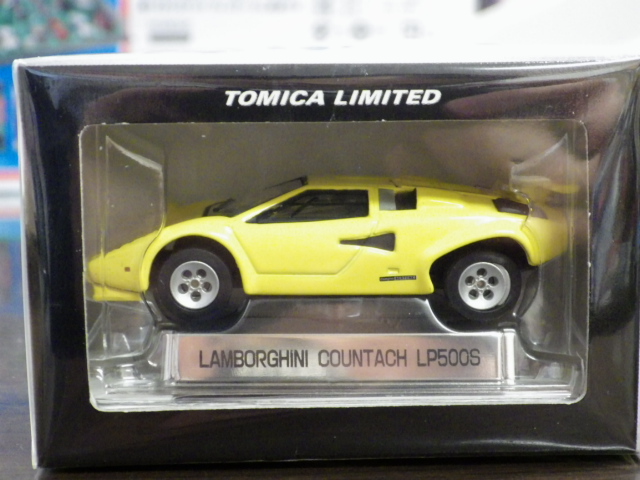 TOMICA LIMITED
LAMBORGHINI COUNTACH LP500S